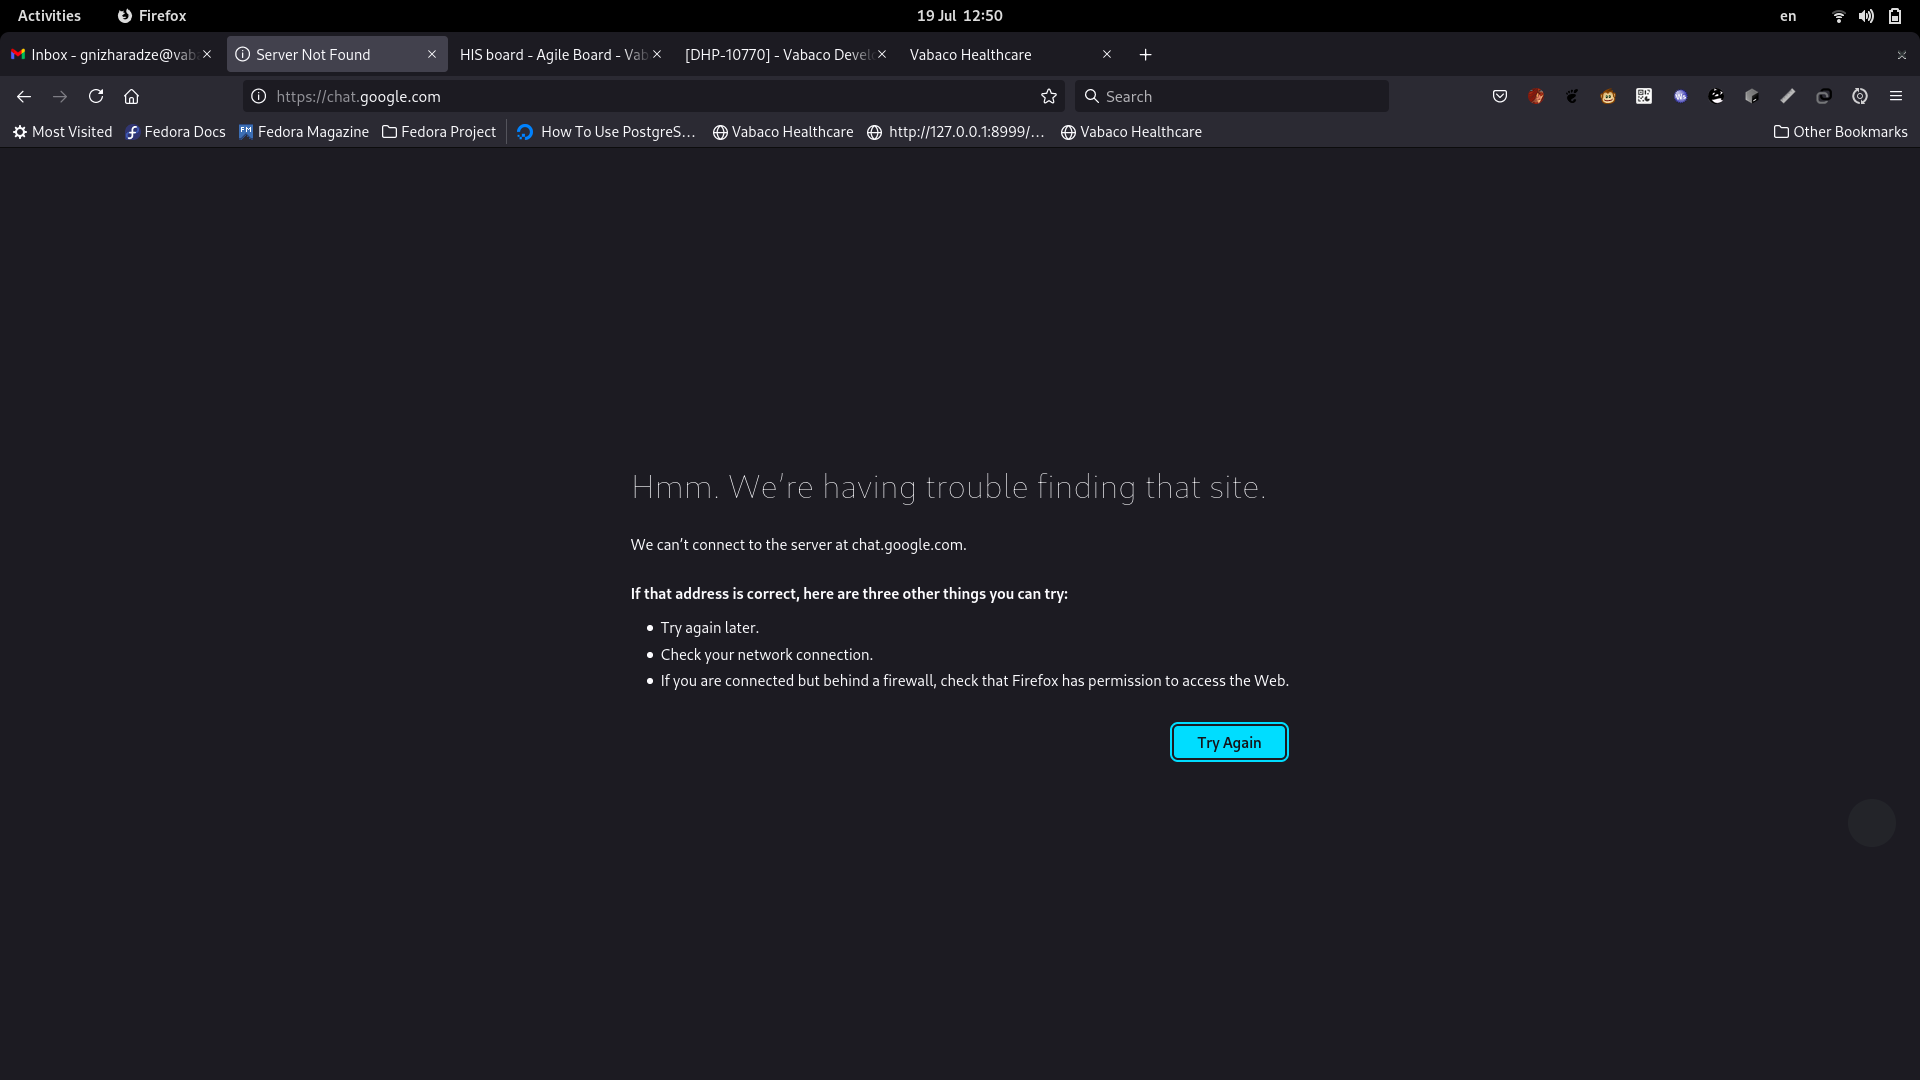 Activities
Firefox
19 Jul 12:50
en
Inbox - gnizharadze@vab
Server Not Found
HIS board - Agile Board - Vab
[DHP-10770] - Vabaco Devel
Vabaco Healthcare
https://chat.google.com
Search
Most Visited
Fedora Docs
Fedora Magazine
Fedora Project
How To Use PostgreS…
Vabaco Healthcare
http://127.0.0.1:8999/…
Vabaco Healthcare
Other Bookmarks
Hmm. We’re having trouble finding that site.
We can’t connect to the server at chat.google.com.
If that address is correct, here are three other things you can try:
Try again later.
Check your network connection.
If you are connected but behind a firewall, check that Firefox has permission to access the Web.
Try Again